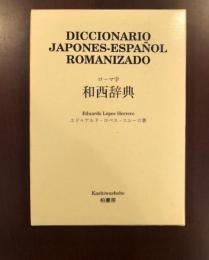 DICCIONARIO
JAPONES-ESPAÑOL
ROMANIZADO
ローマ字
和西辞典
Eduardo López Herrero
エドゥアルド・ロペス・エレーロ著
Kashiwashobo
柏書房